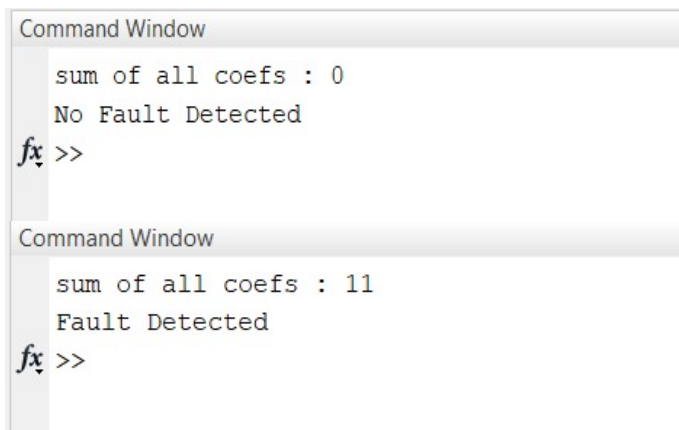 Command Window
sum of all coefs : 0
No Fault Detected
fx >>
Command Window
sum of all coefs : 11
Fault Detected
fx >>